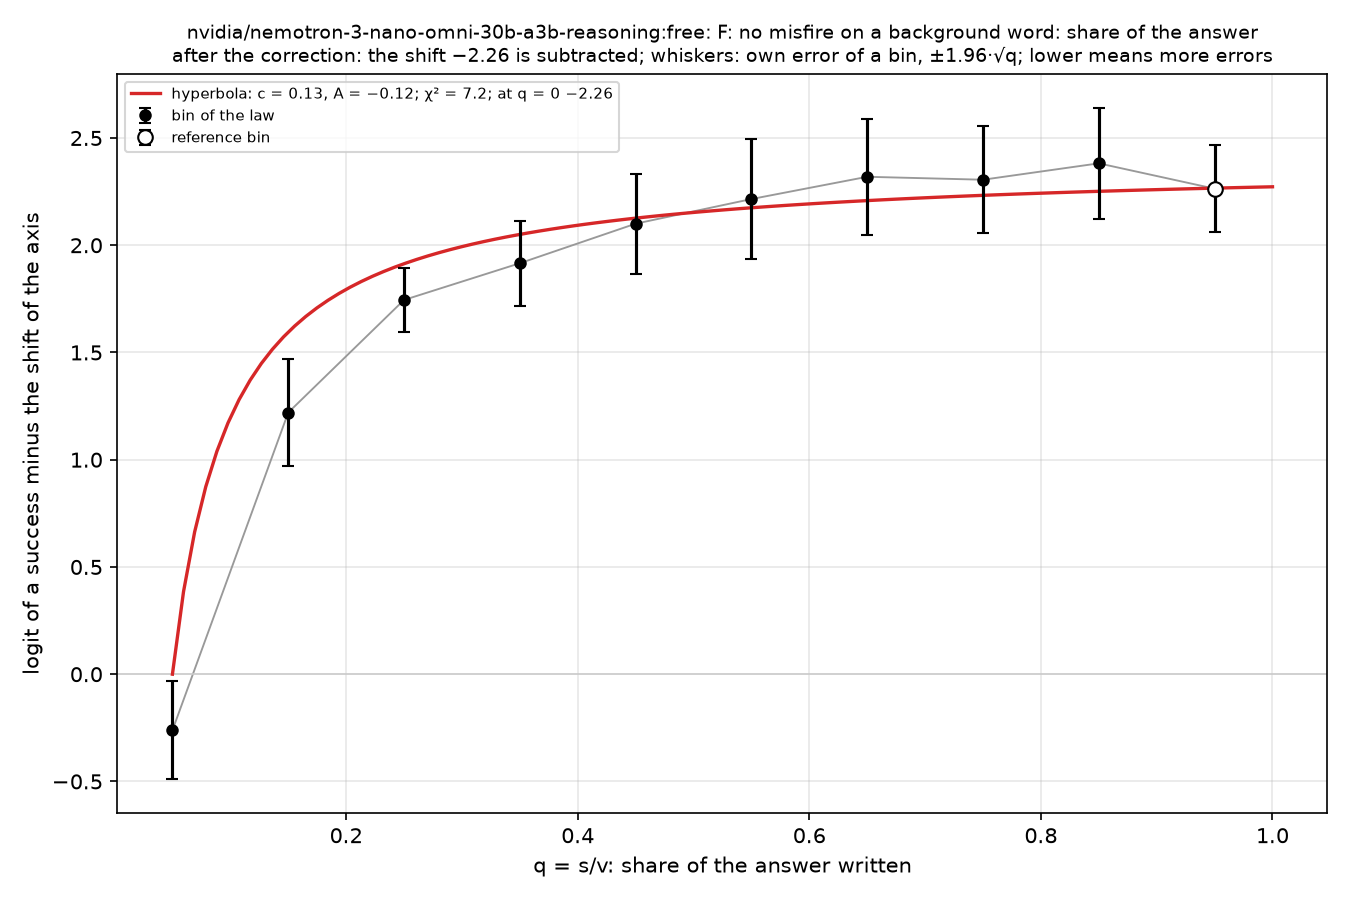 nvidia/nemotron-3-nano-omni-30b-a3b-reasoning:free: F: no misfire on a background word: share of the answer
after the correction: the shift −2.26 is subtracted; whiskers: own error of a bin, ±1.96·√q; lower means more errors
hyperbola: c = 0.13, A = −0.12; χ² = 7.2; at q = 0 −2.26
bin of the law
reference bin
logit of a success minus the shift of the axis
2.5
2.0
1.5
1.0
0.5
0.0
−0.5
0.2 0.4 0.6 0.8 1.0
q = s/v: share of the answer written